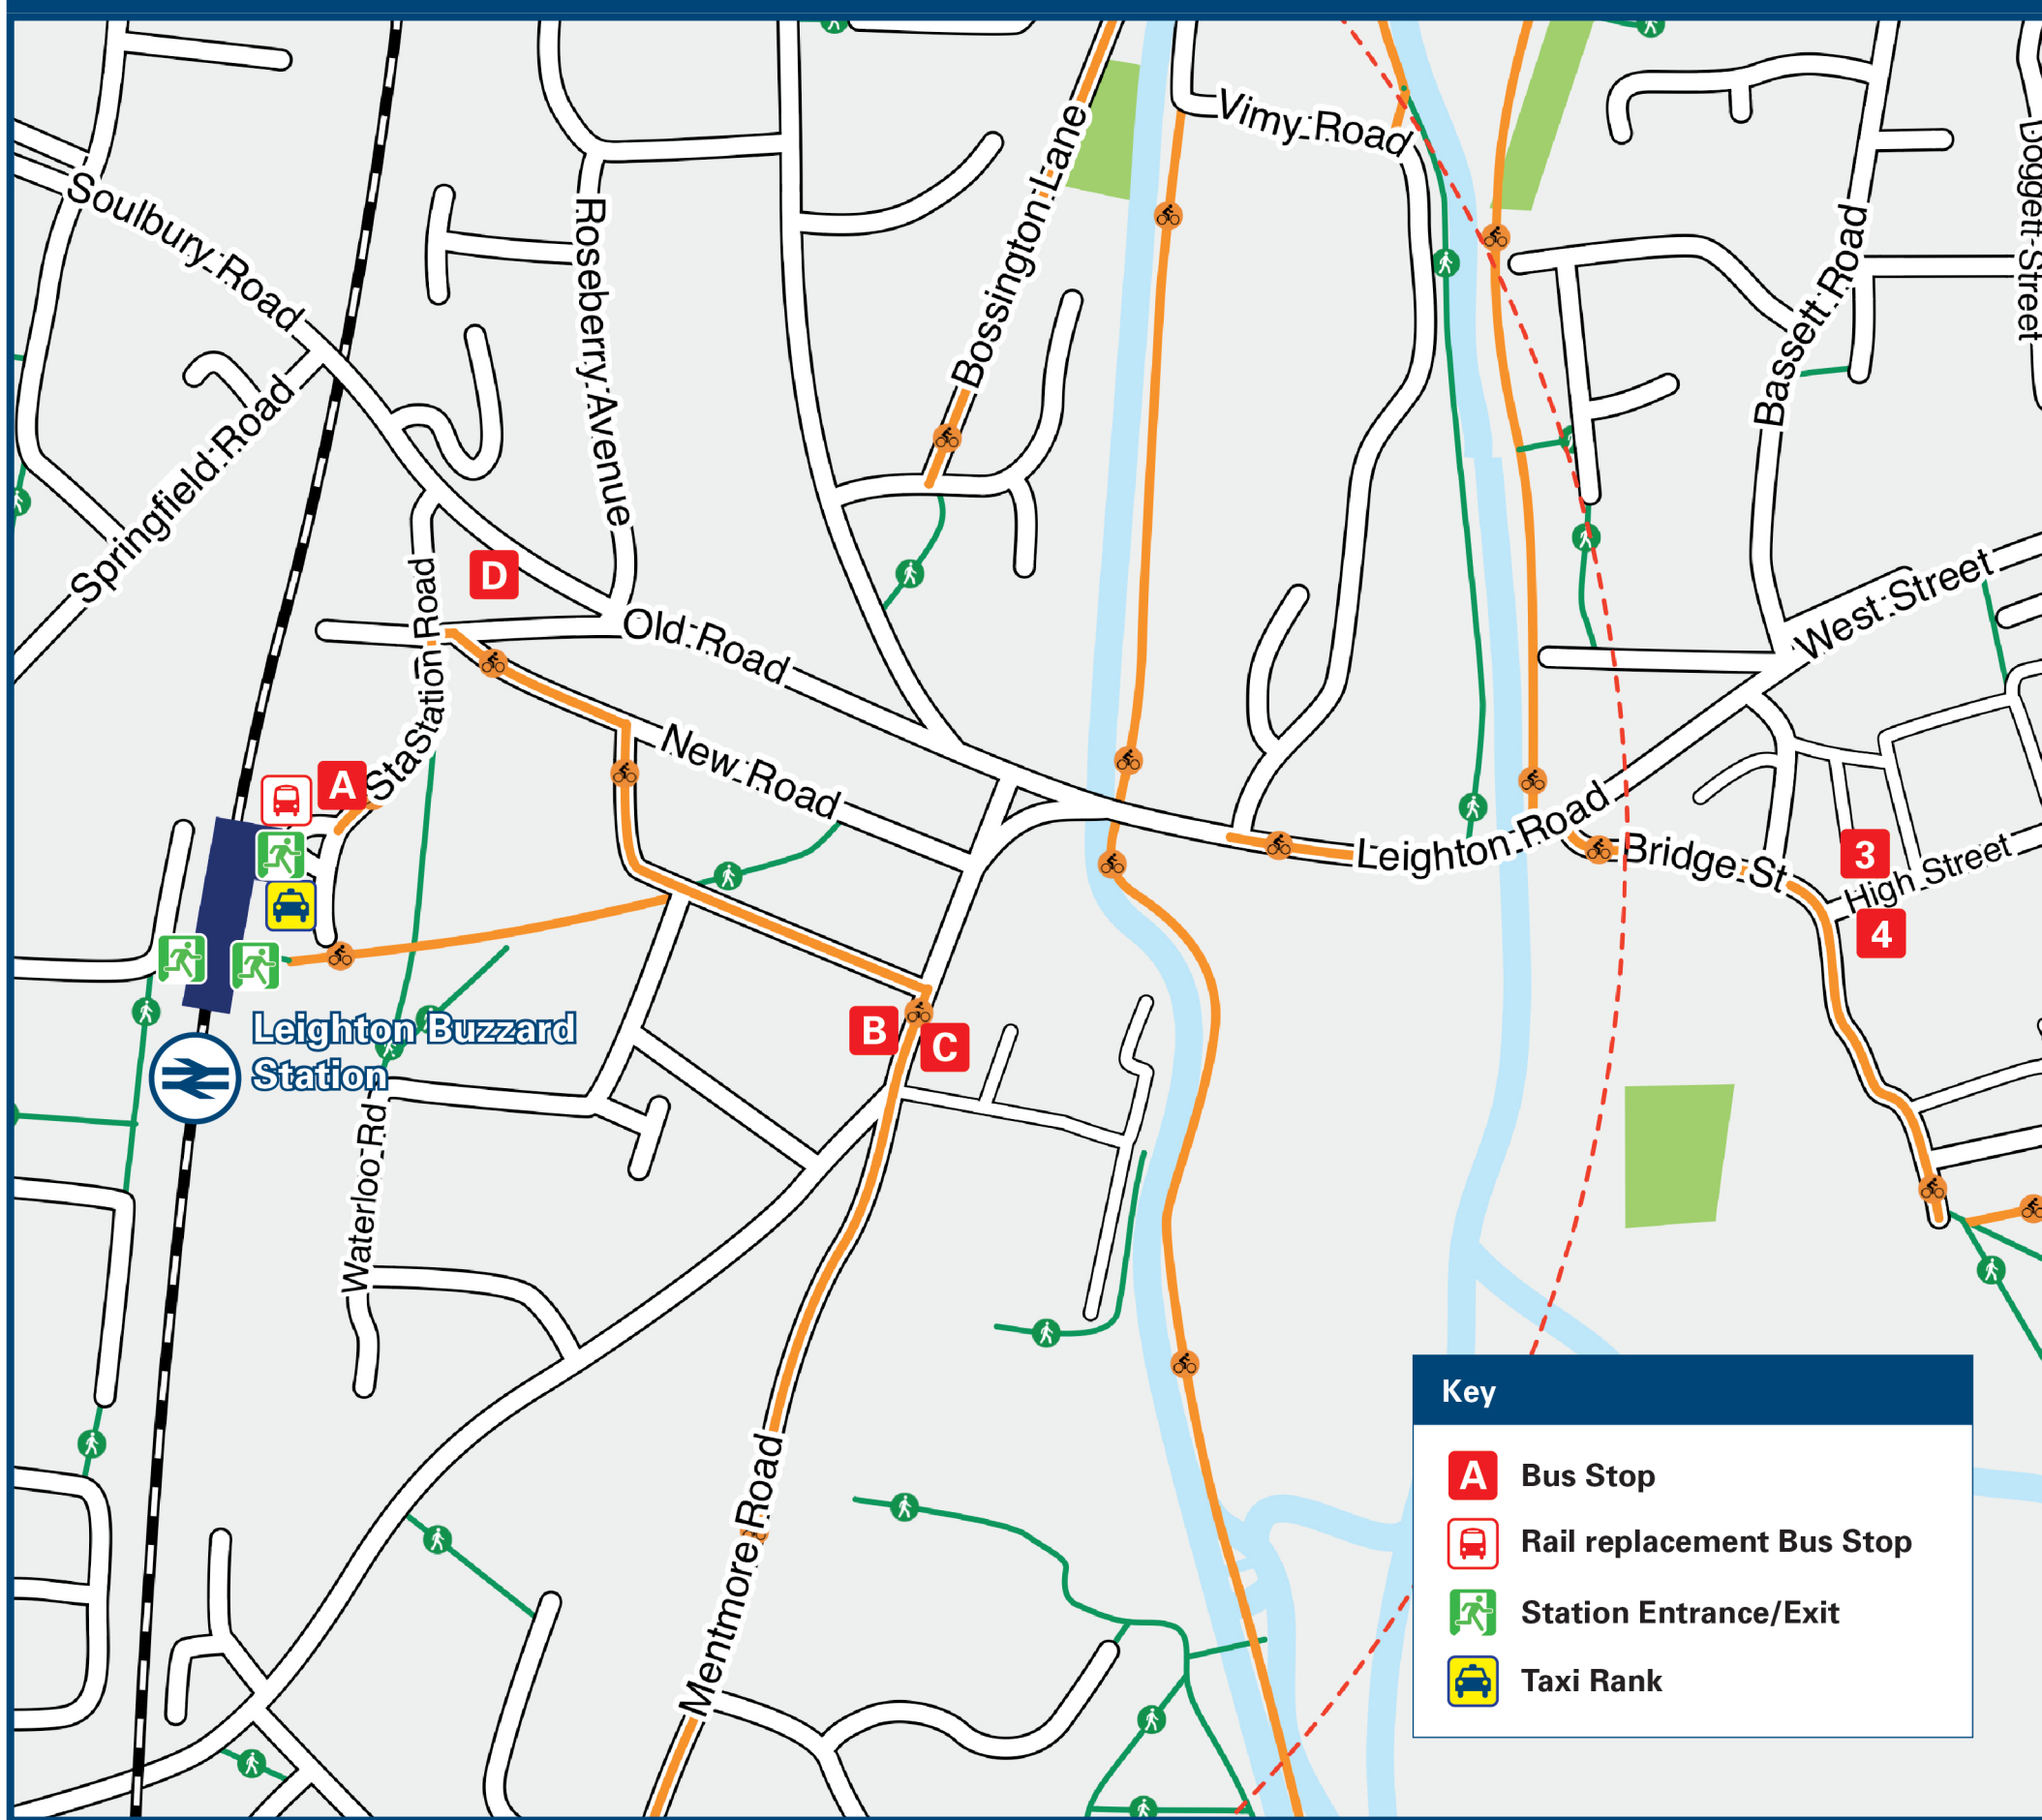 Vimy Road
Bossington Lane
Soulbury Road
Roseberry Avenue
Doggett Street
Bassett Road
Springfield Road
D
Station Road
Old Road
West Street
New Road
A
Sta
Leighton Road
Bridge St
3
High Street
4
Leighton Buzzard
Station
B
C
Waterloo Rd
Mentmore Road
Key
A Bus Stop
Rail replacement Bus Stop
Station Entrance/Exit
Taxi Rank